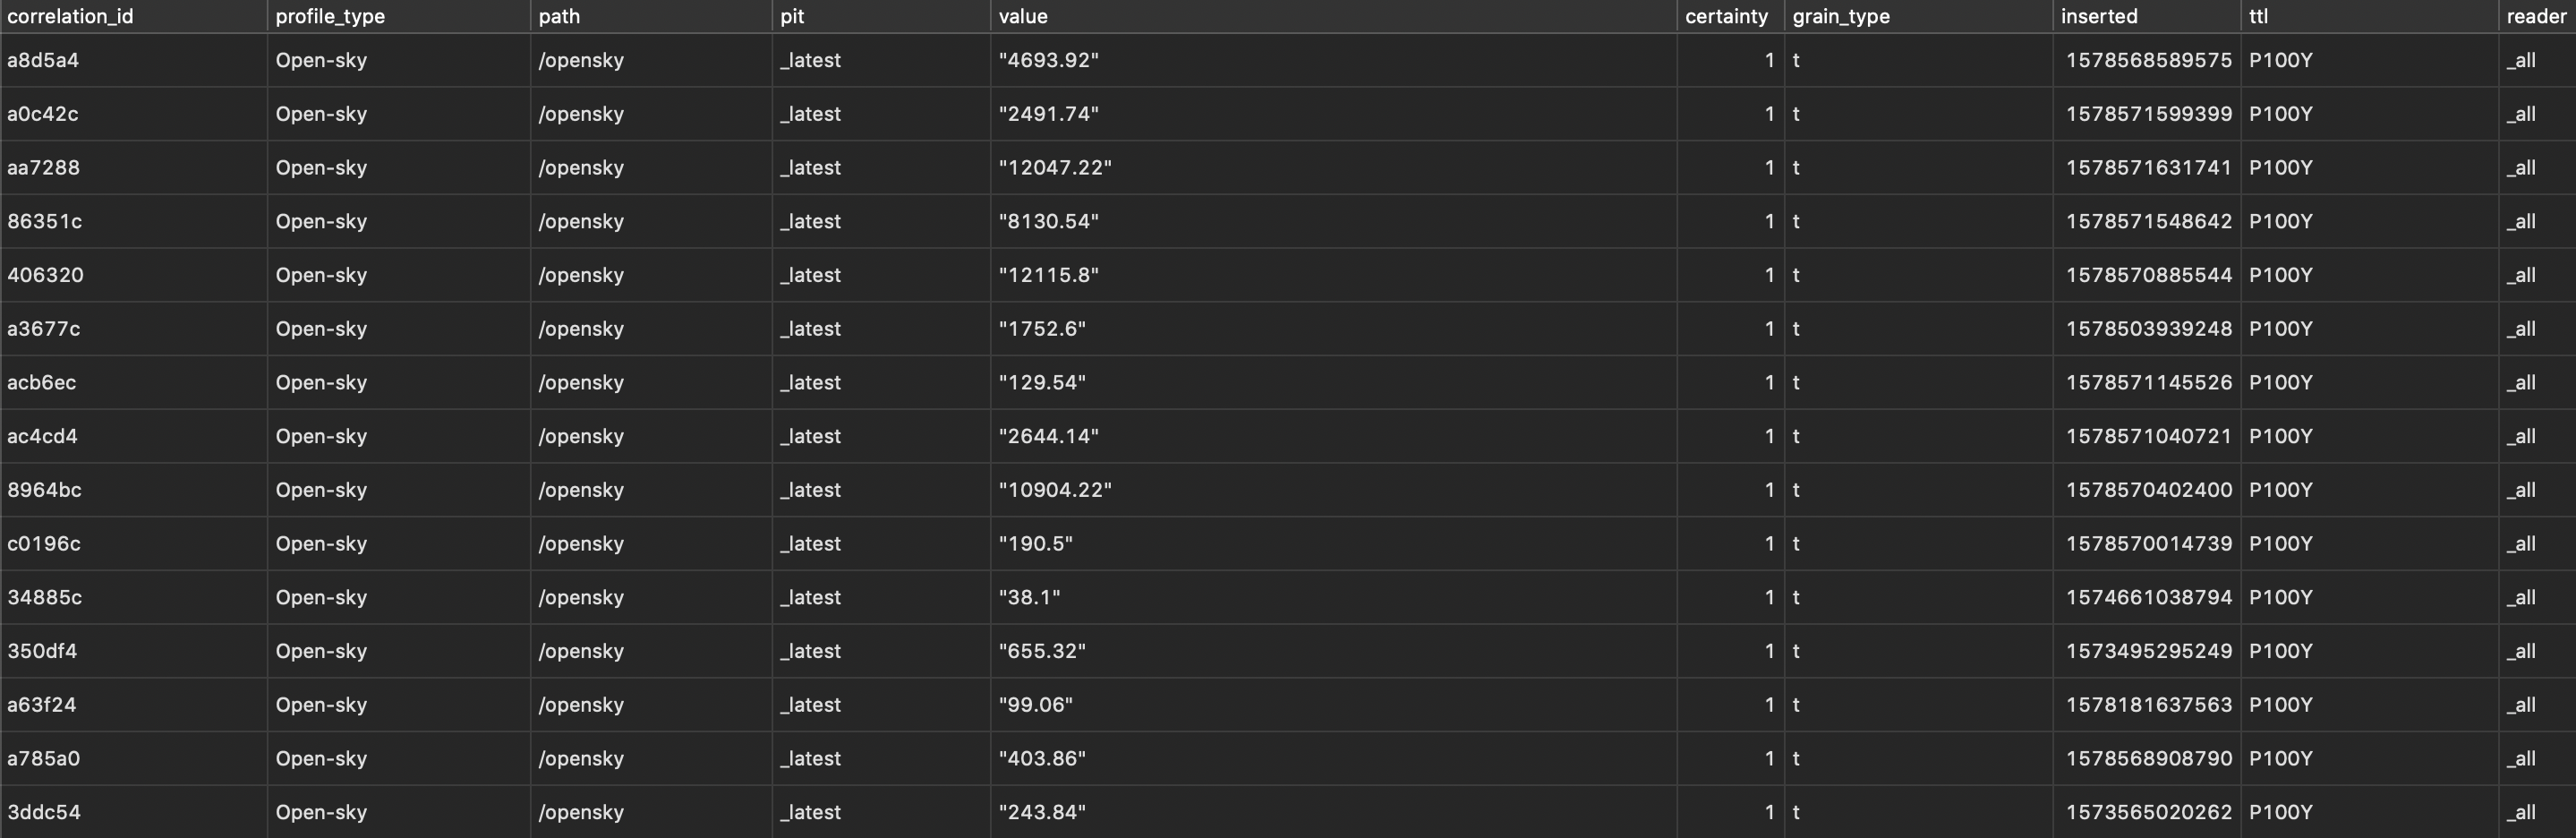 correlation_id profile_type path pit value certainty grain_type inserted ttl reader
a8d5a4 Open-sky /opensky _latest "4693.92" 1 t 1578568589575 P100Y _all
a0c42c Open-sky /opensky _latest "2491.74" 1 t 1578571599399 P100Y _all
aa7288 Open-sky /opensky _latest "12047.22" 1 t 1578571631741 P100Y _all
86351c Open-sky /opensky _latest "8130.54" 1 t 1578571548642 P100Y _all
406320 Open-sky /opensky _latest "12115.8" 1 t 1578570885544 P100Y _all
a3677c Open-sky /opensky _latest "1752.6" 1 t 1578503939248 P100Y _all
acb6ec Open-sky /opensky _latest "129.54" 1 t 1578571145526 P100Y _all
ac4cd4 Open-sky /opensky _latest "2644.14" 1 t 1578571040721 P100Y _all
8964bc Open-sky /opensky _latest "10904.22" 1 t 1578570402400 P100Y _all
c0196c Open-sky /opensky _latest "190.5" 1 t 1578570014739 P100Y _all
34885c Open-sky /opensky _latest "38.1" 1 t 1574661038794 P100Y _all
350df4 Open-sky /opensky _latest "655.32" 1 t 1573495295249 P100Y _all
a63f24 Open-sky /opensky _latest "99.06" 1 t 1578181637563 P100Y _all
a785a0 Open-sky /opensky _latest "403.86" 1 t 1578568908790 P100Y _all
3ddc54 Open-sky /opensky _latest "243.84" 1 t 1573565020262 P100Y _all